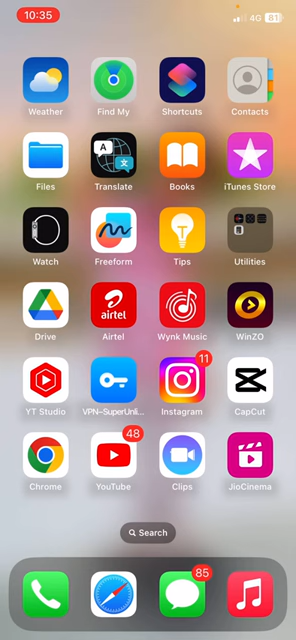 10:35 4G 81
Weather Find My Shortcuts Contacts
A 文
Files Translate Books iTunes Store
Watch Freeform Tips Utilities
airtel
Drive Airtel Wynk Music WinZO
11
YT Studio VPN-SuperUnli... Instagram CapCut
48
Chrome YouTube Clips JioCinema
Search
85